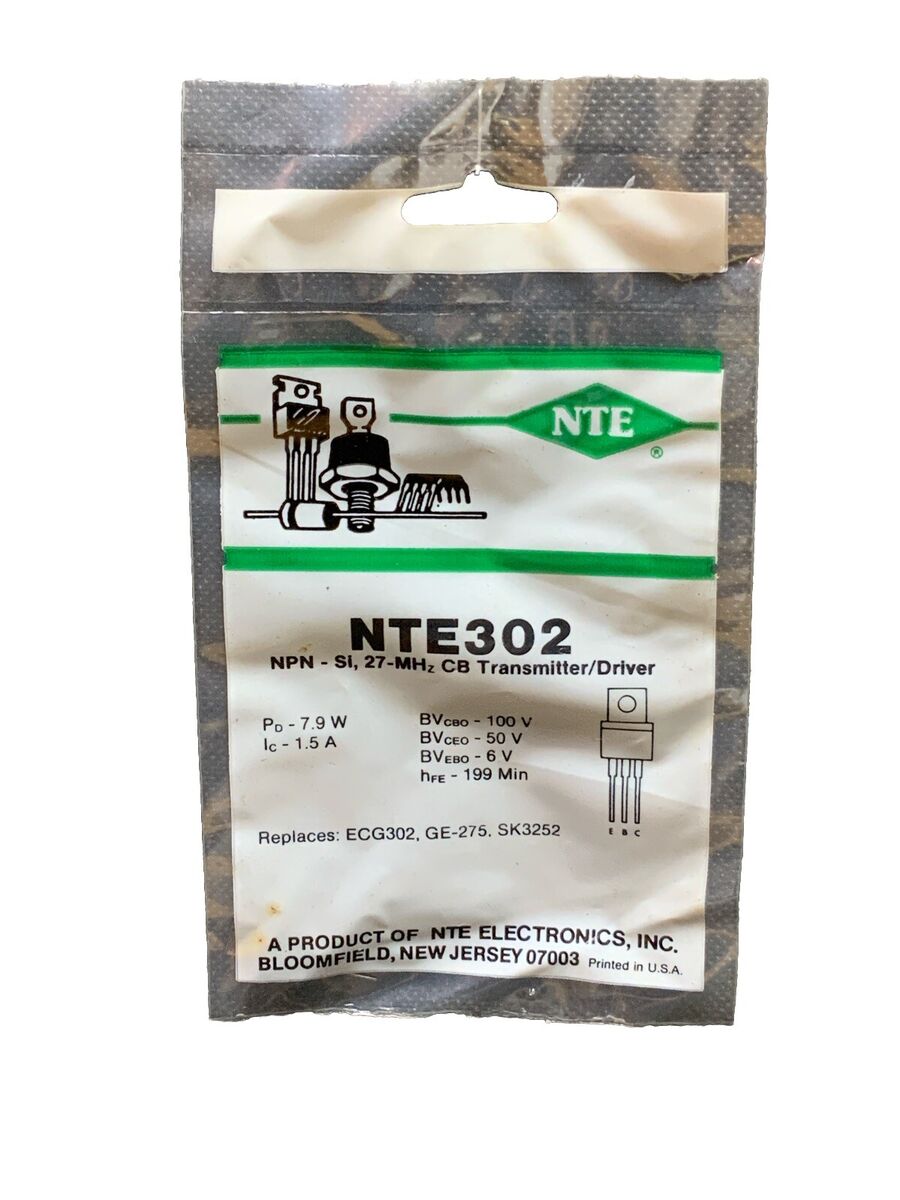 NTE
®
NTE302
NPN - Si, 27-MHz CB Transmitter/Driver
PD - 7.9 W
IC - 1.5 A
BVCBO - 100 V
BVCEO - 50 V
BVEBO - 6 V
hFE - 199 Min
E B C
Replaces: ECG302, GE-275, SK3252
A PRODUCT OF NTE ELECTRONICS, INC.
BLOOMFIELD, NEW JERSEY 07003 Printed in U.S.A.